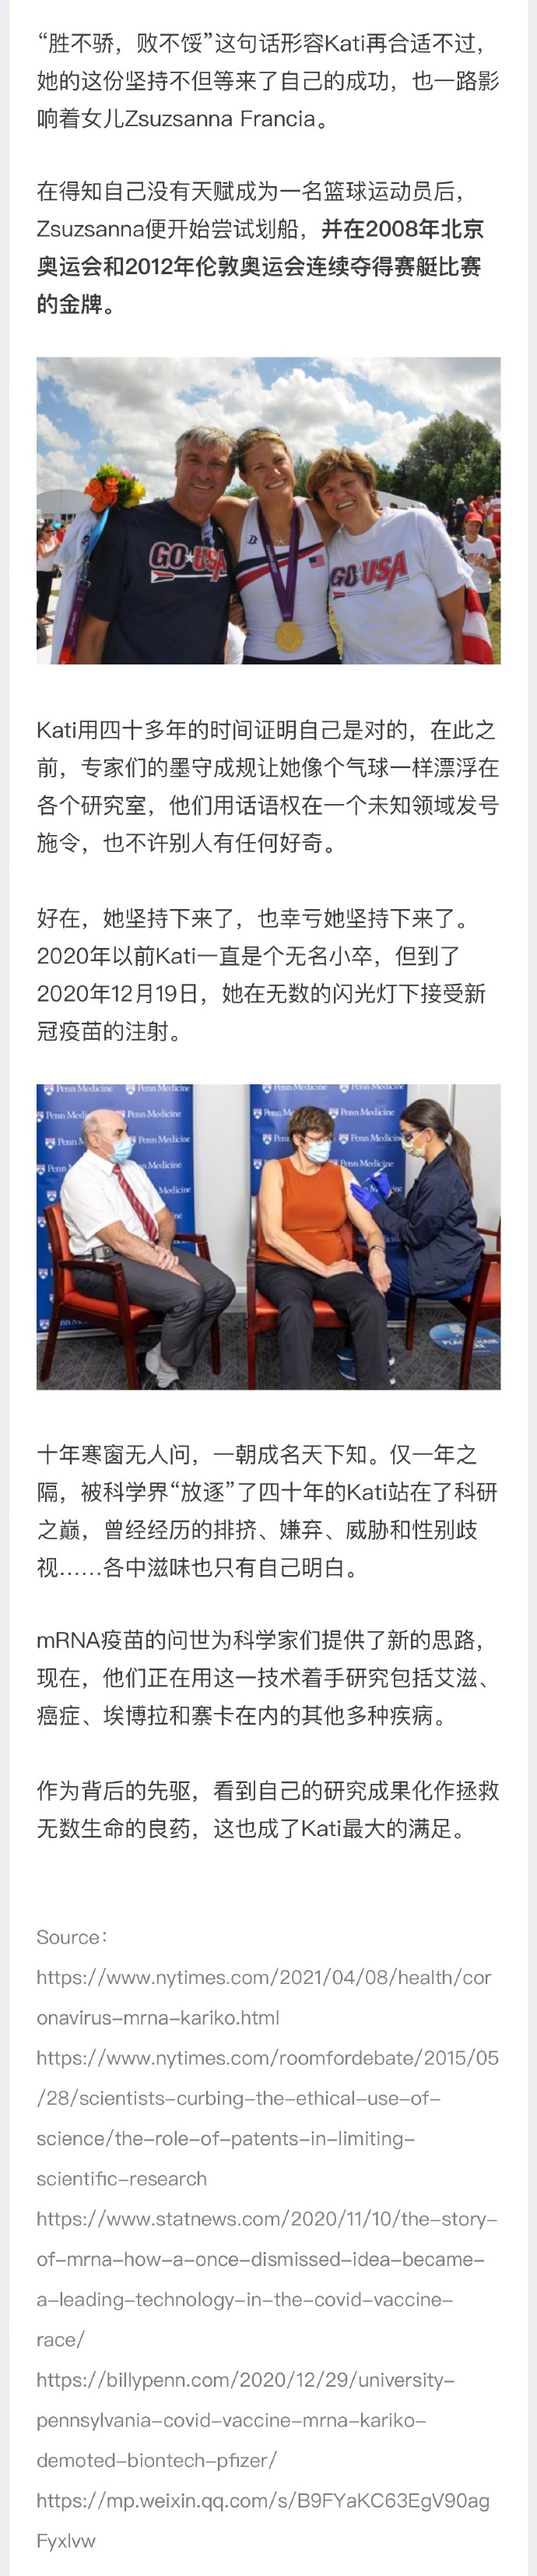 “胜不骄，败不馁”这句话形容Kati再合适不过，
她的这份坚持不但等来了自己的成功，也一路影
响着女儿Zsuzsanna Francia。
在得知自己没有天赋成为一名篮球运动员后，
Zsuzsanna便开始尝试划船，并在2008年北京
奥运会和2012年伦敦奥运会连续夺得赛艇比赛
的金牌。
GO USA
GO USA
Kati用四十多年的时间证明自己是对的，在此之
前，专家们的墨守成规让她像个气球一样漂浮在
各个研究室，他们用话语权在一个未知领域发号
施令，也不许别人有任何好奇。
好在，她坚持下来了，也幸亏她坚持下来了。
2020年以前Kati一直是个无名小卒，但到了
2020年12月19日，她在无数的闪光灯下接受新
冠疫苗的注射。
Penn Medicine
Penn Medicine
Penn Medicine
Penn Medicine
十年寒窗无人问，一朝成名天下知。仅一年之
隔，被科学界“放逐”了四十年的Kati站在了科研
之巅，曾经经历的排挤、嫌弃、威胁和性别歧
视……各中滋味也只有自己明白。
mRNA疫苗的问世为科学家们提供了新的思路，
现在，他们正在用这一技术着手研究包括艾滋、
癌症、埃博拉和寨卡在内的其他多种疾病。
作为背后的先驱，看到自己的研究成果化作拯救
无数生命的良药，这也成了Kati最大的满足。
Source：
https://www.nytimes.com/2021/04/08/health/cor
onavirus-mrna-kariko.html
https://www.nytimes.com/roomfordebate/2015/05
/28/scientists-curbing-the-ethical-use-of-
science/the-role-of-patents-in-limiting-
scientific-research
https://www.statnews.com/2020/11/10/the-story-
of-mrna-how-a-once-dismissed-idea-became-
a-leading-technology-in-the-covid-vaccine-
race/
https://billypenn.com/2020/12/29/university-
pennsylvania-covid-vaccine-mrna-kariko-
demoted-biontech-pfizer/
https://mp.weixin.qq.com/s/B9FYaKC63EgV90ag
Fyxlvw